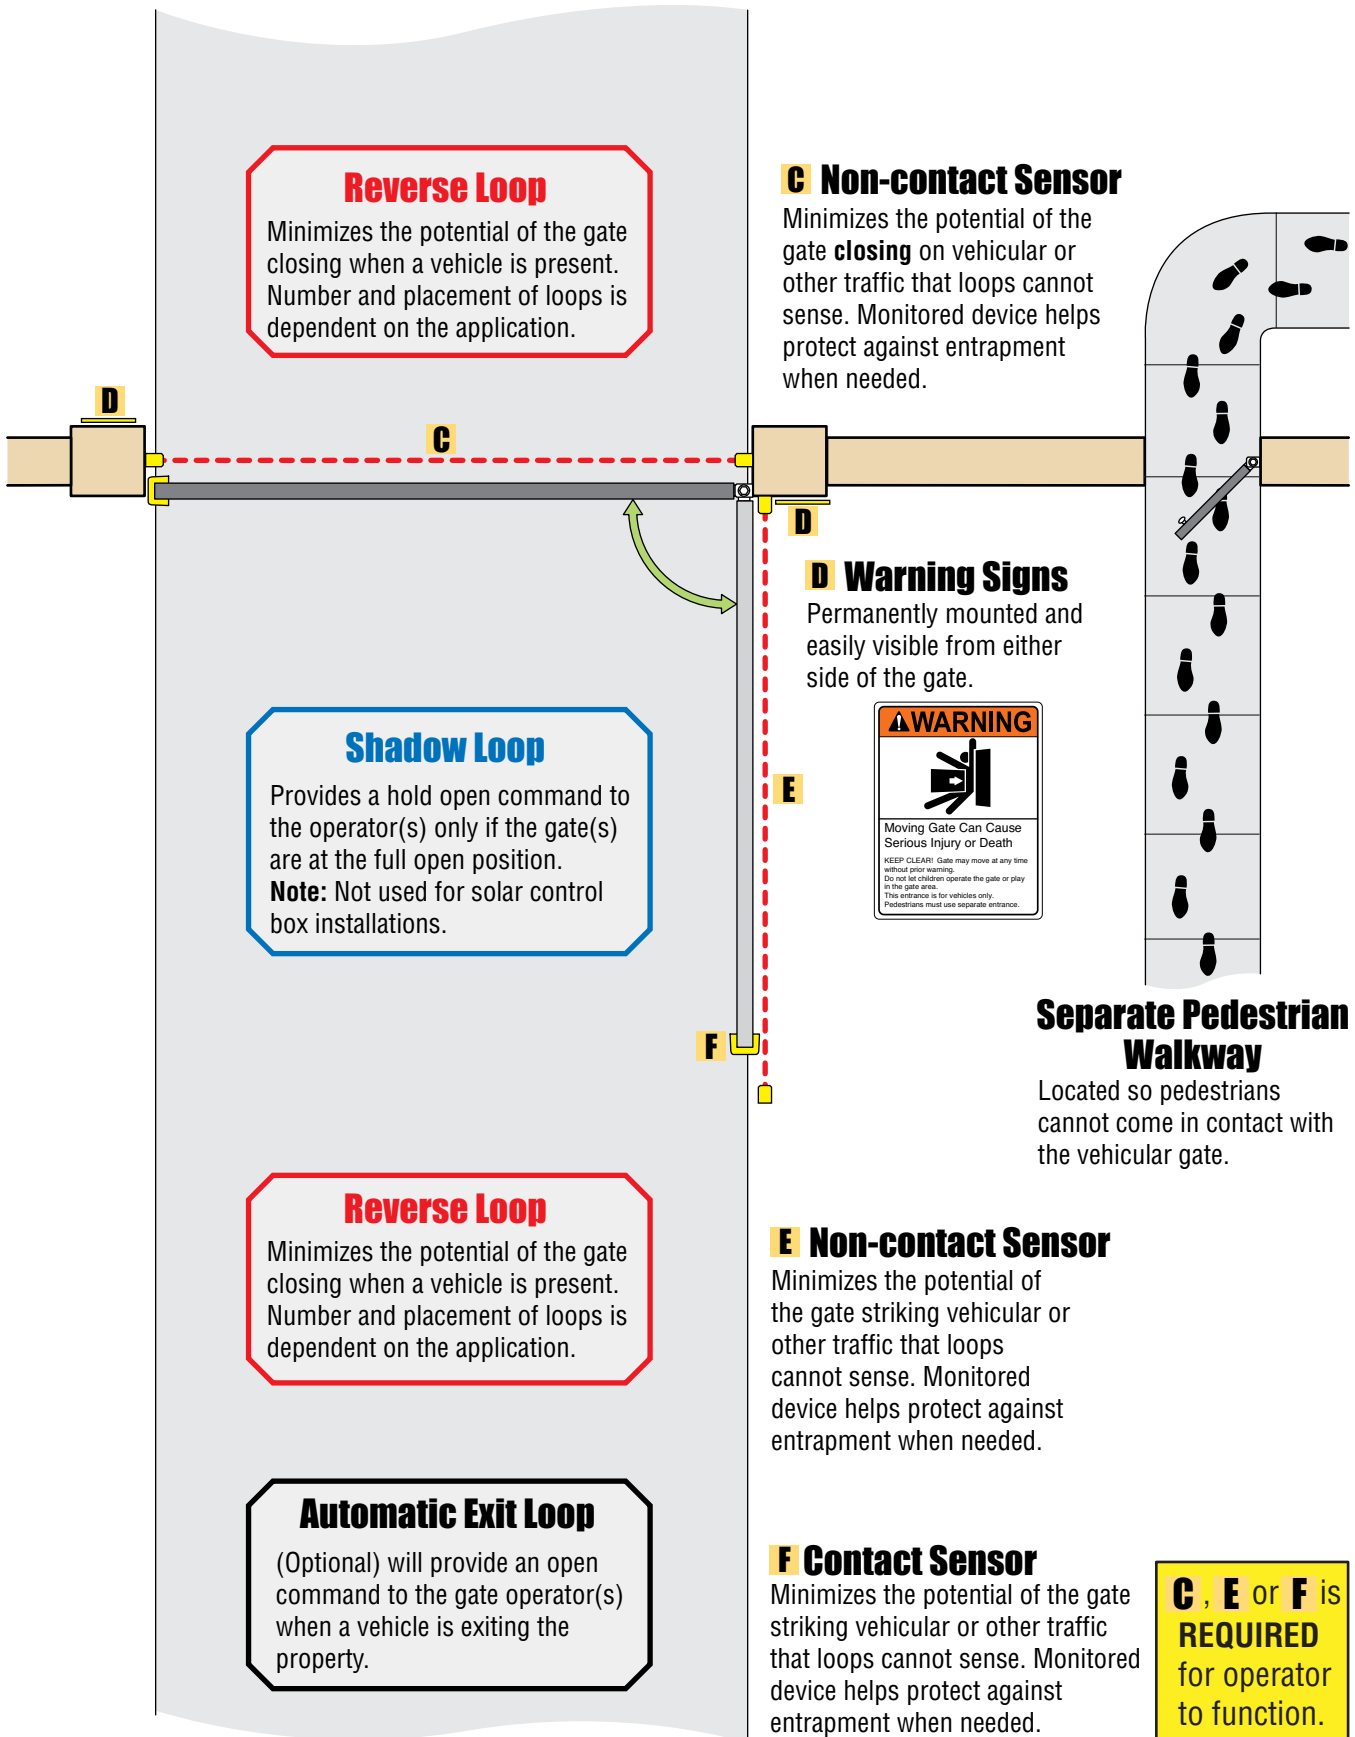 Reverse Loop
Minimizes the potential of the gate
closing when a vehicle is present.
Number and placement of loops is
dependent on the application.
C Non-contact Sensor
Minimizes the potential of the
gate closing on vehicular or
other traffic that loops cannot
sense. Monitored device helps
protect against entrapment
when needed.
D
C
D
D Warning Signs
Permanently mounted and
easily visible from either
side of the gate.
WARNING
Moving Gate Can Cause
Serious Injury or Death
KEEP CLEAR! Gate may move at any time
without prior warning.
Do not let children operate the gate or play
in the gate area.
This entrance is for vehicles only.
Pedestrians must use separate entrance.
Shadow Loop
Provides a hold open command to
the operator(s) only if the gate(s)
are at the full open position.
Note: Not used for solar control
box installations.
E
F
Separate Pedestrian
Walkway
Located so pedestrians
cannot come in contact with
the vehicular gate.
Reverse Loop
Minimizes the potential of the gate
closing when a vehicle is present.
Number and placement of loops is
dependent on the application.
E Non-contact Sensor
Minimizes the potential of
the gate striking vehicular or
other traffic that loops
cannot sense. Monitored
device helps protect against
entrapment when needed.
Automatic Exit Loop
(Optional) will provide an open
command to the gate operator(s)
when a vehicle is exiting the
property.
F Contact Sensor
Minimizes the potential of the gate
striking vehicular or other traffic
that loops cannot sense. Monitored
device helps protect against
entrapment when needed.
C, E or F is
REQUIRED
for operator
to function.